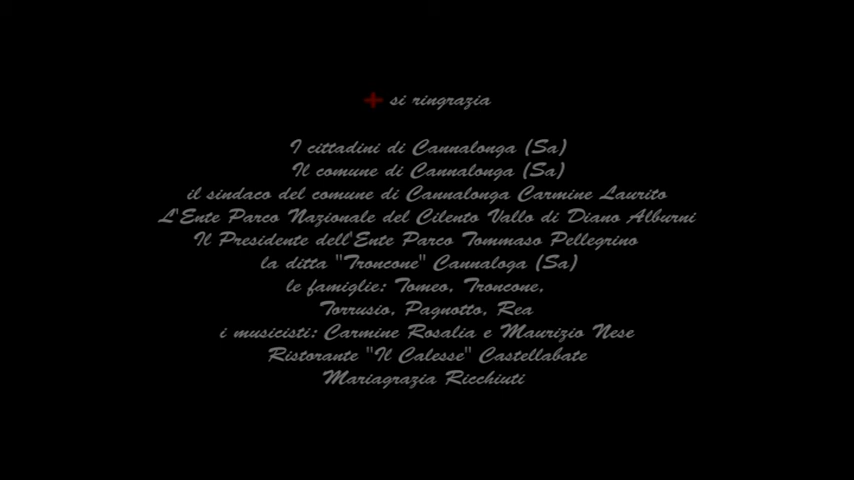 si ringrazia
I cittadini di Cannalonga (Sa)
Il comune di Cannalonga (Sa)
il sindaco del comune di Cannalonga Carmine Laurito
L'Ente Parco Nazionale del Cilento Vallo di Diano Alburni
Il Presidente dell'Ente Parco Tommaso Pellegrino
la ditta "Troncone" Cannaloga (Sa)
le famiglie: Tomeo, Troncone,
Torrusio, Pagnotto, Rea
i musicisti: Carmine Rosalia e Maurizio Nese
Ristorante "Il Calesse" Castellabate
Mariagrazia Ricchiuti